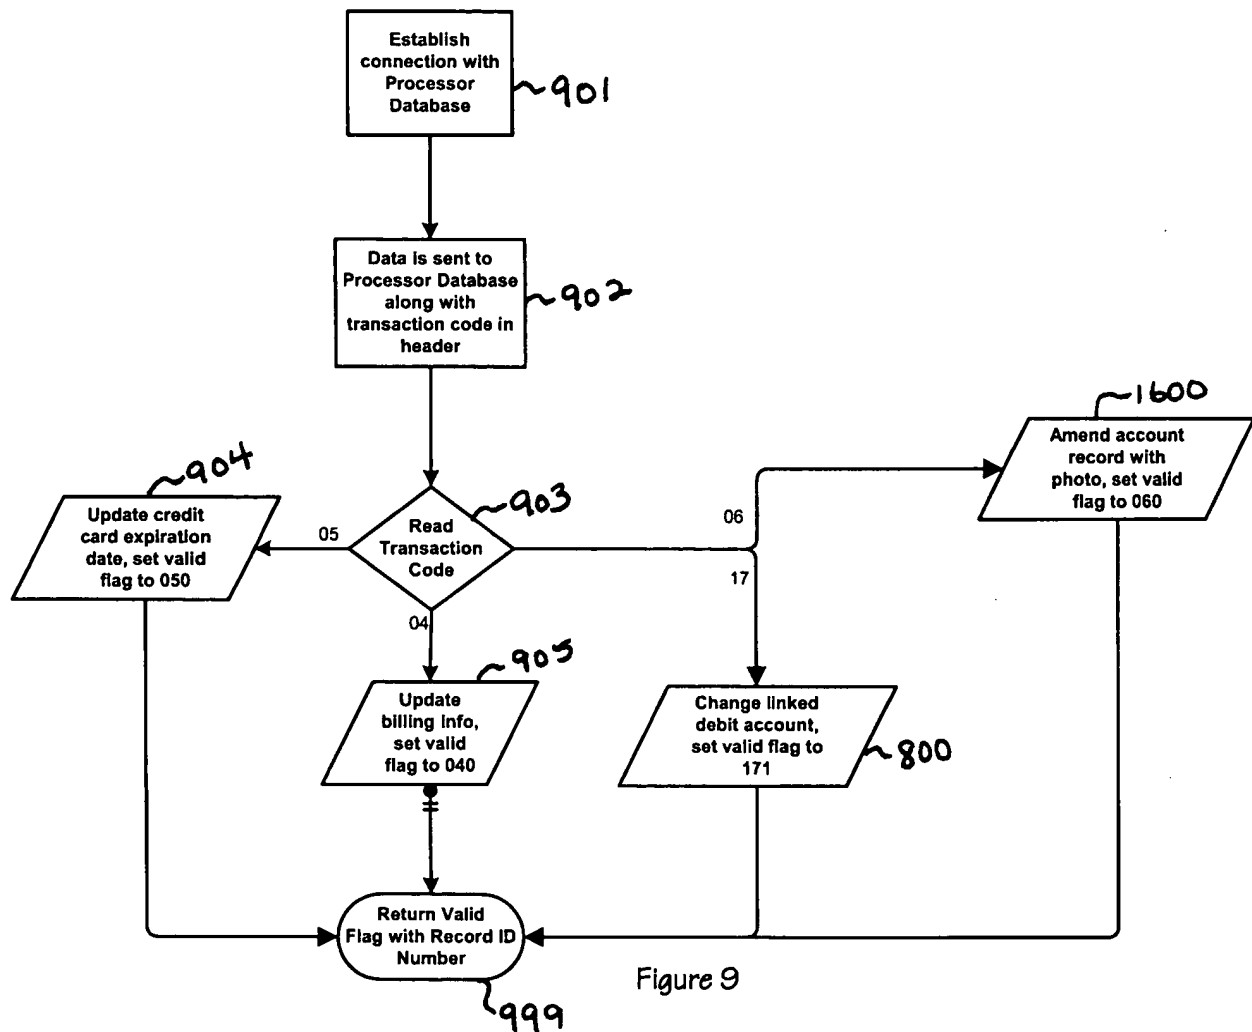 Establish
connection with
Processor
Database
901
Data is sent to
Processor Database
along with
transaction code in
header
902
1600
Amend account
record with
photo, set valid
flag to 060
904
Update credit
card expiration
date, set valid
flag to 050
05
903
Read
Transaction
Code
06
17
04
905
Update
billing info,
set valid
flag to 040
Change linked
debit account,
set valid flag to
171
800
Return Valid
Flag with Record ID
Number
999
Figure 9